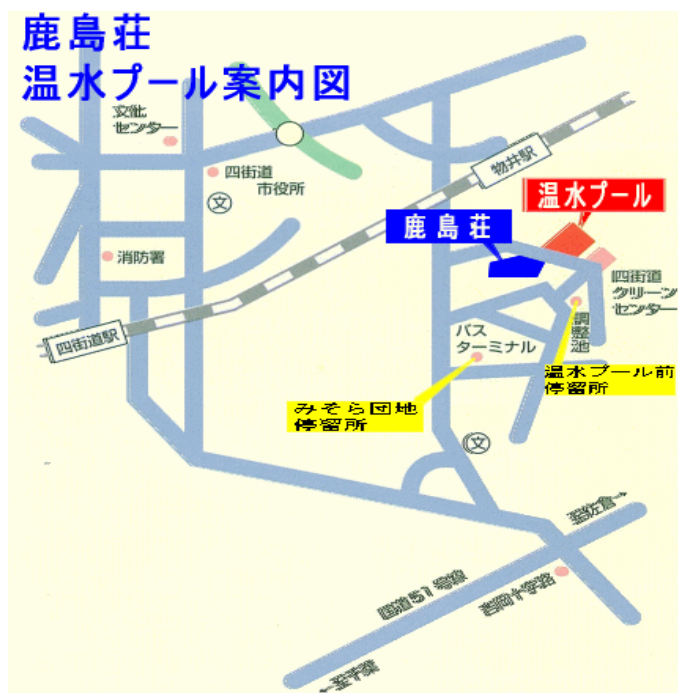 鹿島荘
温水プール案内図
文化
センター
四街道
市役所
文
消防署
四街道駅
物井駅
温水プール
鹿島荘
四街道
クリーン
センター
調整池
バス
ターミナル
温水プール前
停留所
みそら団地
停留所
文
至佐倉→
国道51号線
吉岡十字路
←至千葉